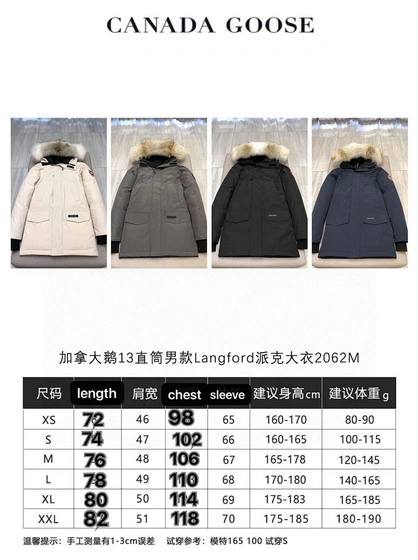 CANADA GOOSE
加拿大鹅13直筒男款Langford派克大衣2062M
尺码 length 肩宽 chest sleeve 建议身高cm 建议体重g
XS 72 46 98 65 160-170 80-90
S 74 47 102 66 160-165 100-115
M 76 48 106 67 165-178 120-145
L 78 49 110 68 170-180 140-165
XL 80 50 114 69 175-183 165-185
XXL 82 51 118 70 175-185 180-190
温馨提示：手工测量有1-3cm误差 试穿参考：模特165 100 试穿S